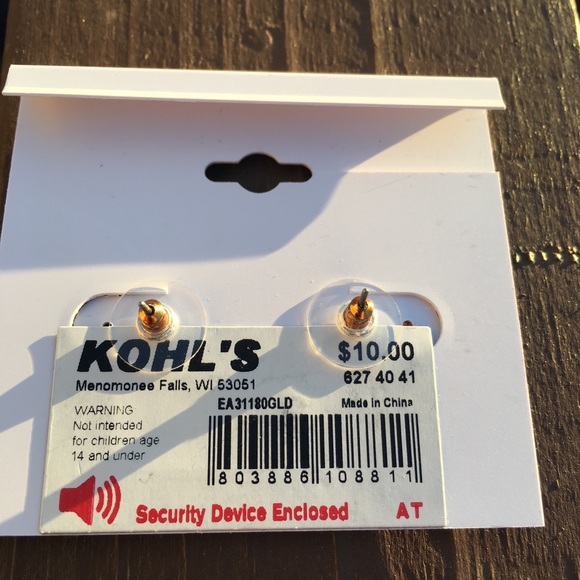 KOHL'S $10.00
Menomonee Falls, WI 53051 627 40 41
EA31180GLD Made in China
WARNING
Not intended
for children age
14 and under
803886 108811
Security Device Enclosed AT